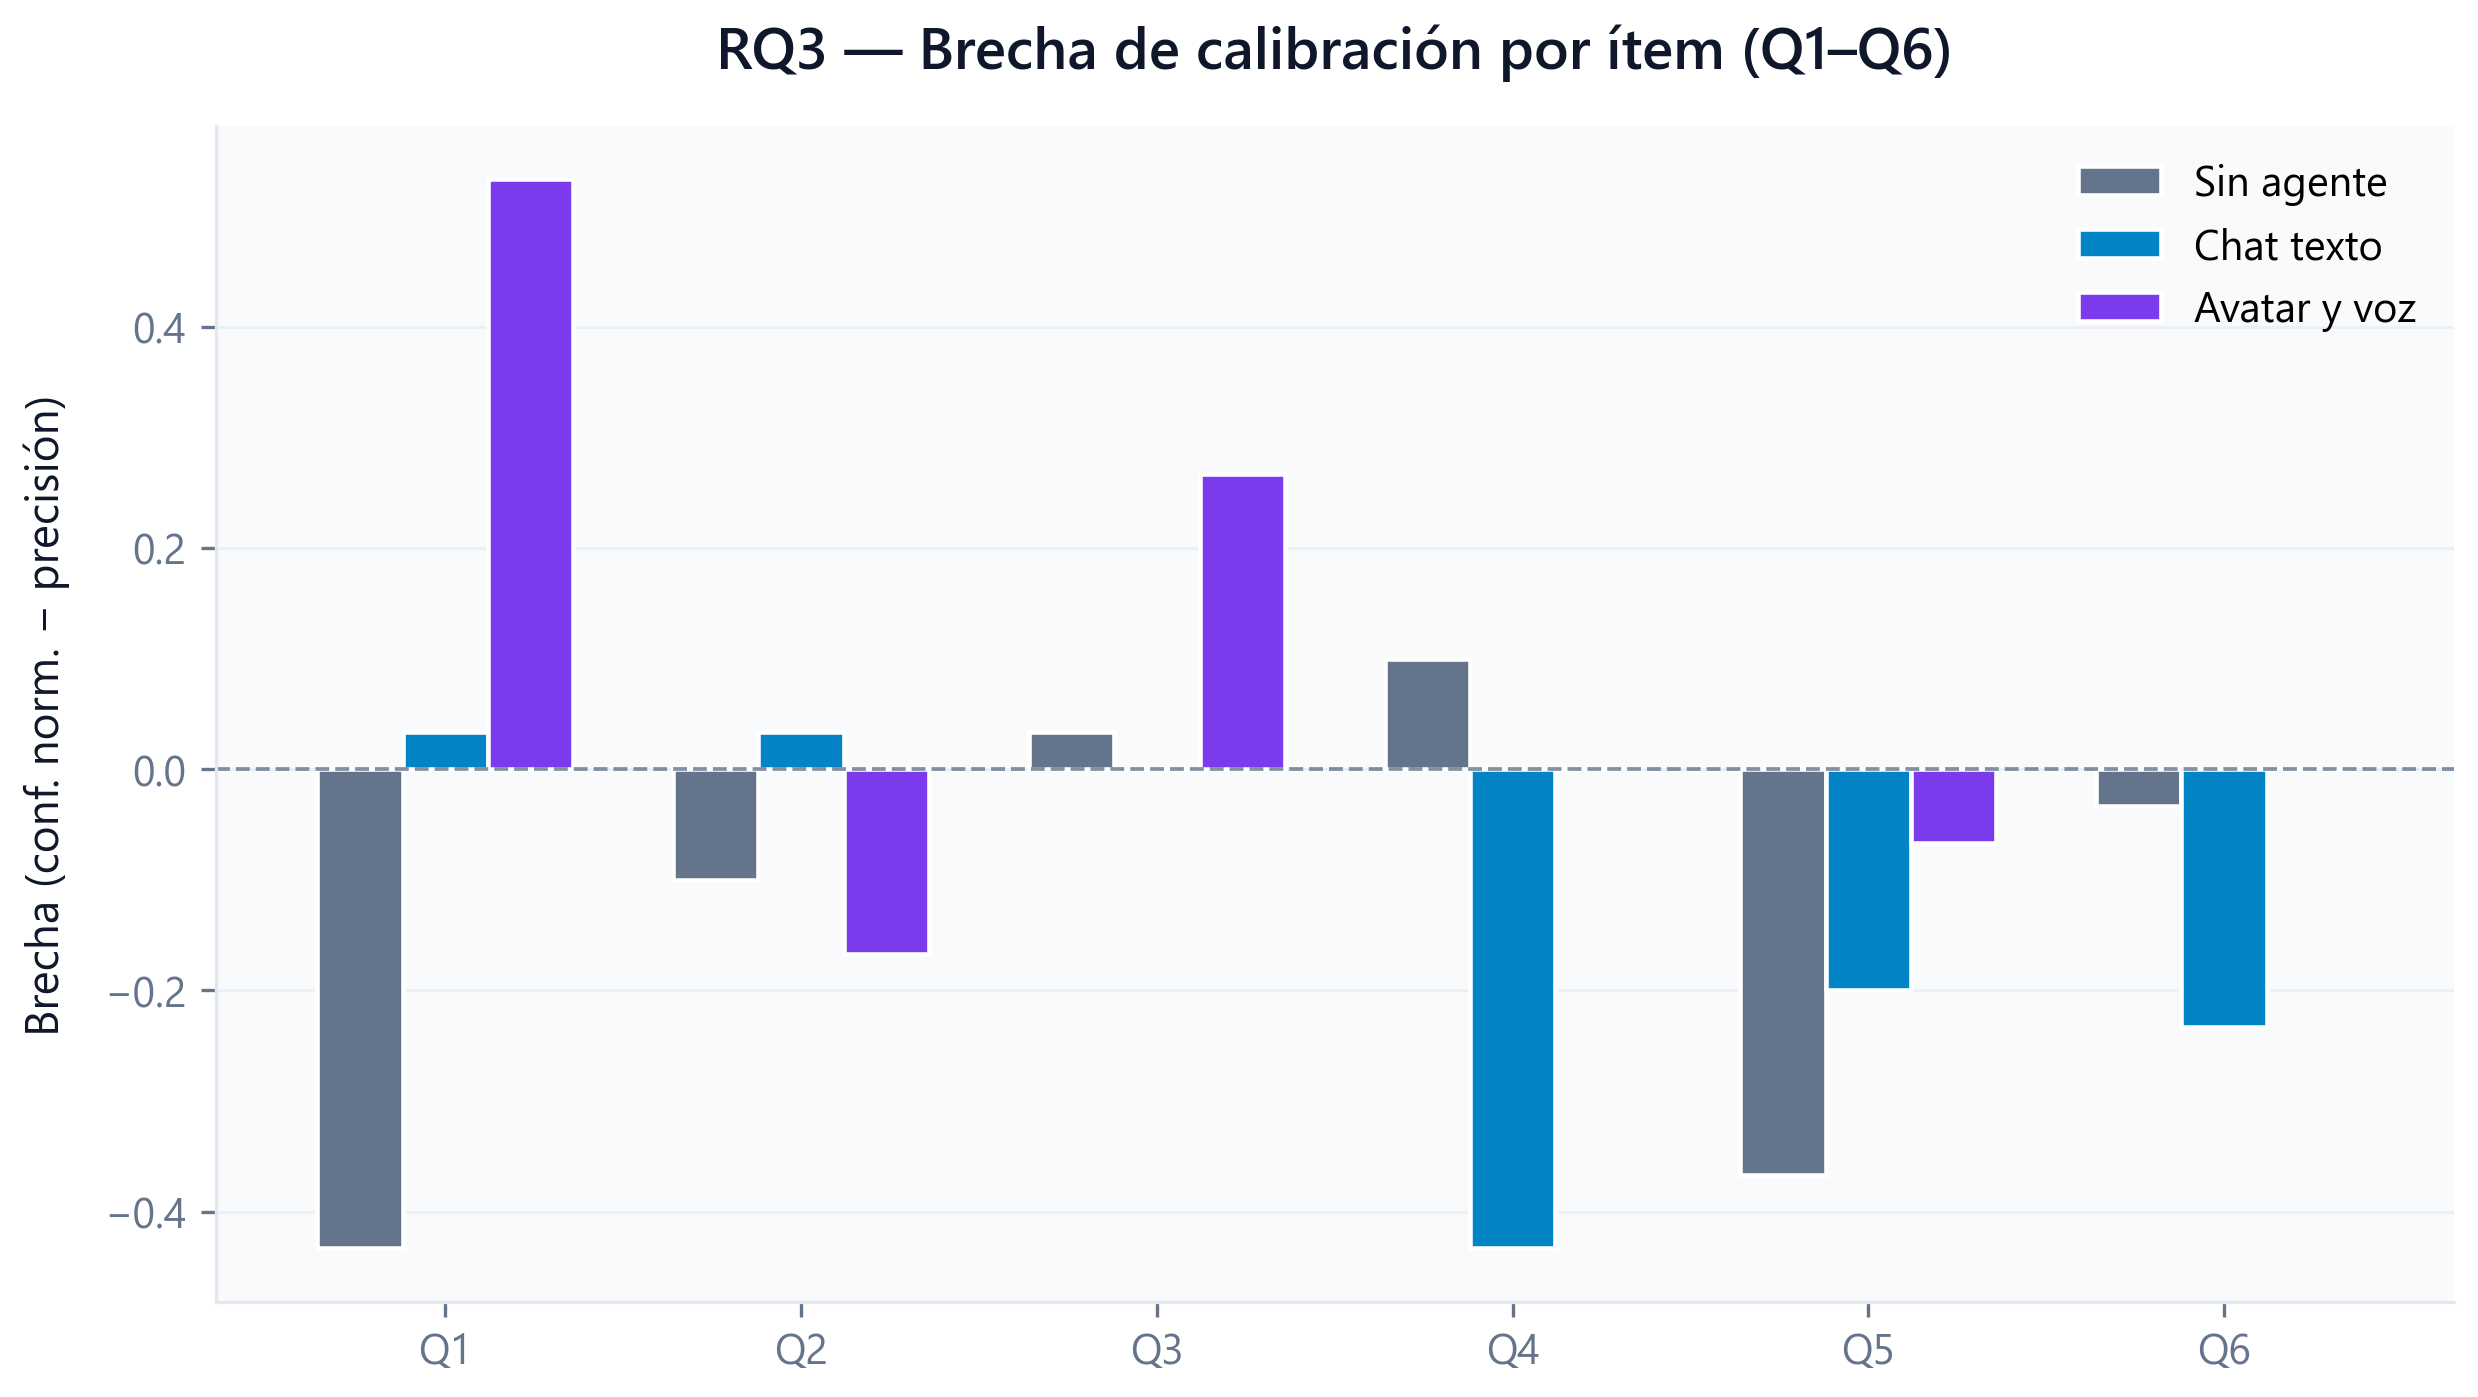 RQ3 — Brecha de calibración por ítem (Q1–Q6)
Sin agente
Chat texto
Avatar y voz
Brecha (conf. norm. − precisión)
0.4
0.2
0.0
−0.2
−0.4
Q1 Q2 Q3 Q4 Q5 Q6